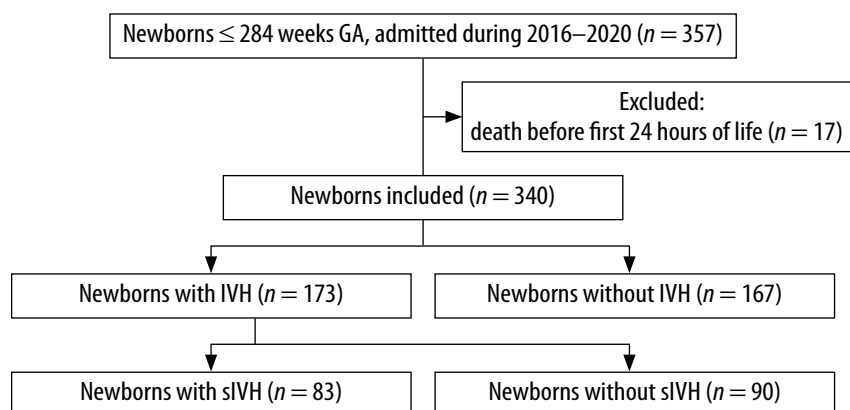 Newborns ≤ 284 weeks GA, admitted during 2016–2020 (n = 357)
Excluded:
death before first 24 hours of life (n = 17)
Newborns included (n = 340)
Newborns with IVH (n = 173)
Newborns without IVH (n = 167)
Newborns with sIVH (n = 83)
Newborns without sIVH (n = 90)